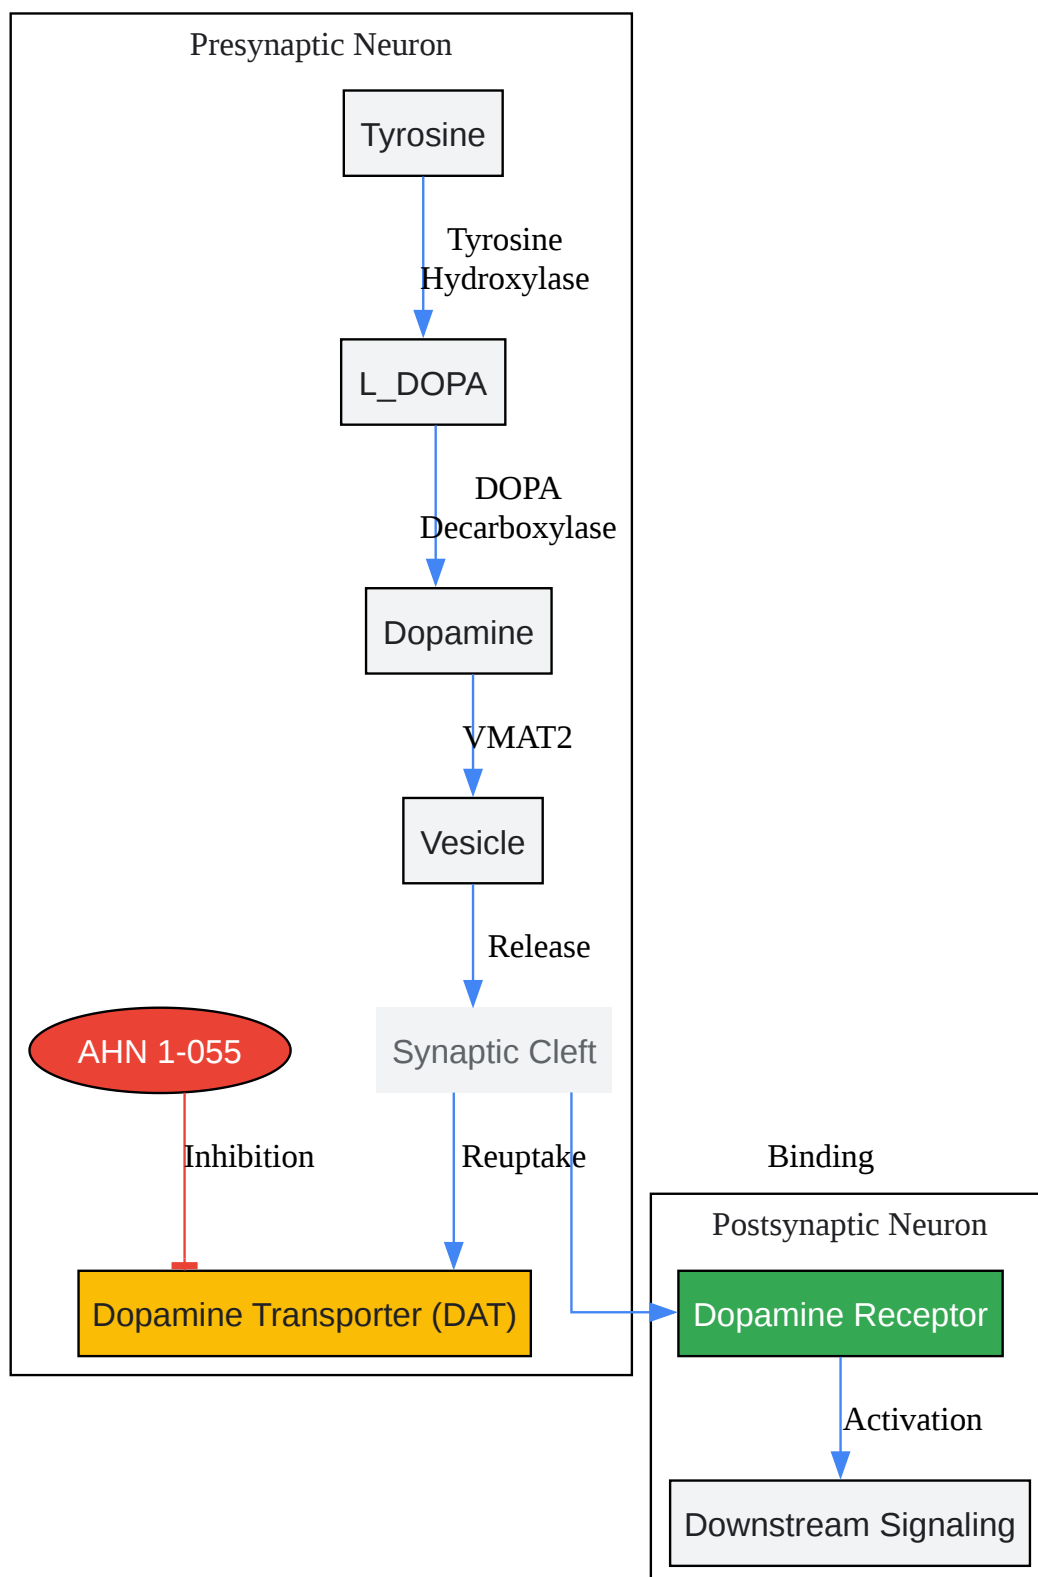 Presynaptic Neuron
Tyrosine
Tyrosine
Hydroxylase
L_DOPA
DOPA
Decarboxylase
Dopamine
VMAT2
Vesicle
Release
AHN 1-055
Synaptic Cleft
Inhibition
Reuptake
Binding
Postsynaptic Neuron
Dopamine Transporter (DAT)
Dopamine Receptor
Activation
Downstream Signaling